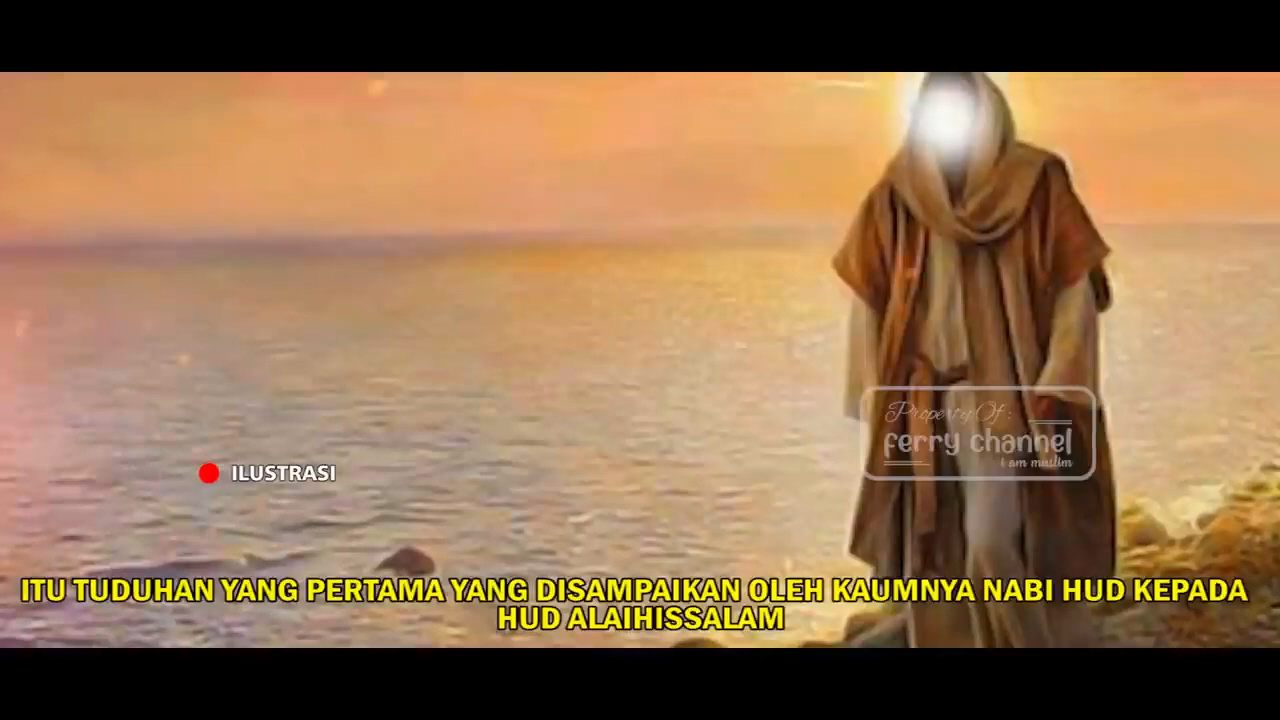 Property Of :
ferry channel
i am muslim
ILUSTRASI
ITU TUDUHAN YANG PERTAMA YANG DISAMPAIKAN OLEH KAUMNYA NABI HUD KEPADA
HUD ALAIHISSALAM